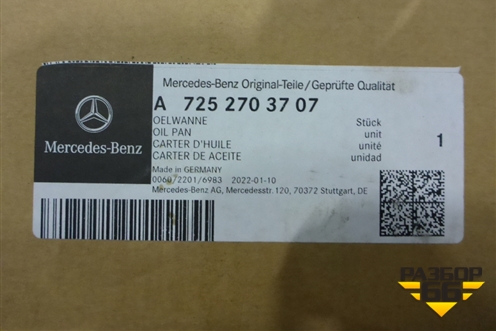 Mercedes-Benz Original-Teile/Geprüfte Qualität
A 725 270 37 07
OELWANNE Stück
OIL PAN unit
CARTER D'HUILE unité 1
CARTER DE ACEITE unidad
Mercedes-Benz
Made in GERMANY
006072201/6983 2022-01-10
Mercedes-Benz AG, Mercedesstr.120, 70372 Stuttgart, DE
РАЗБОР
66